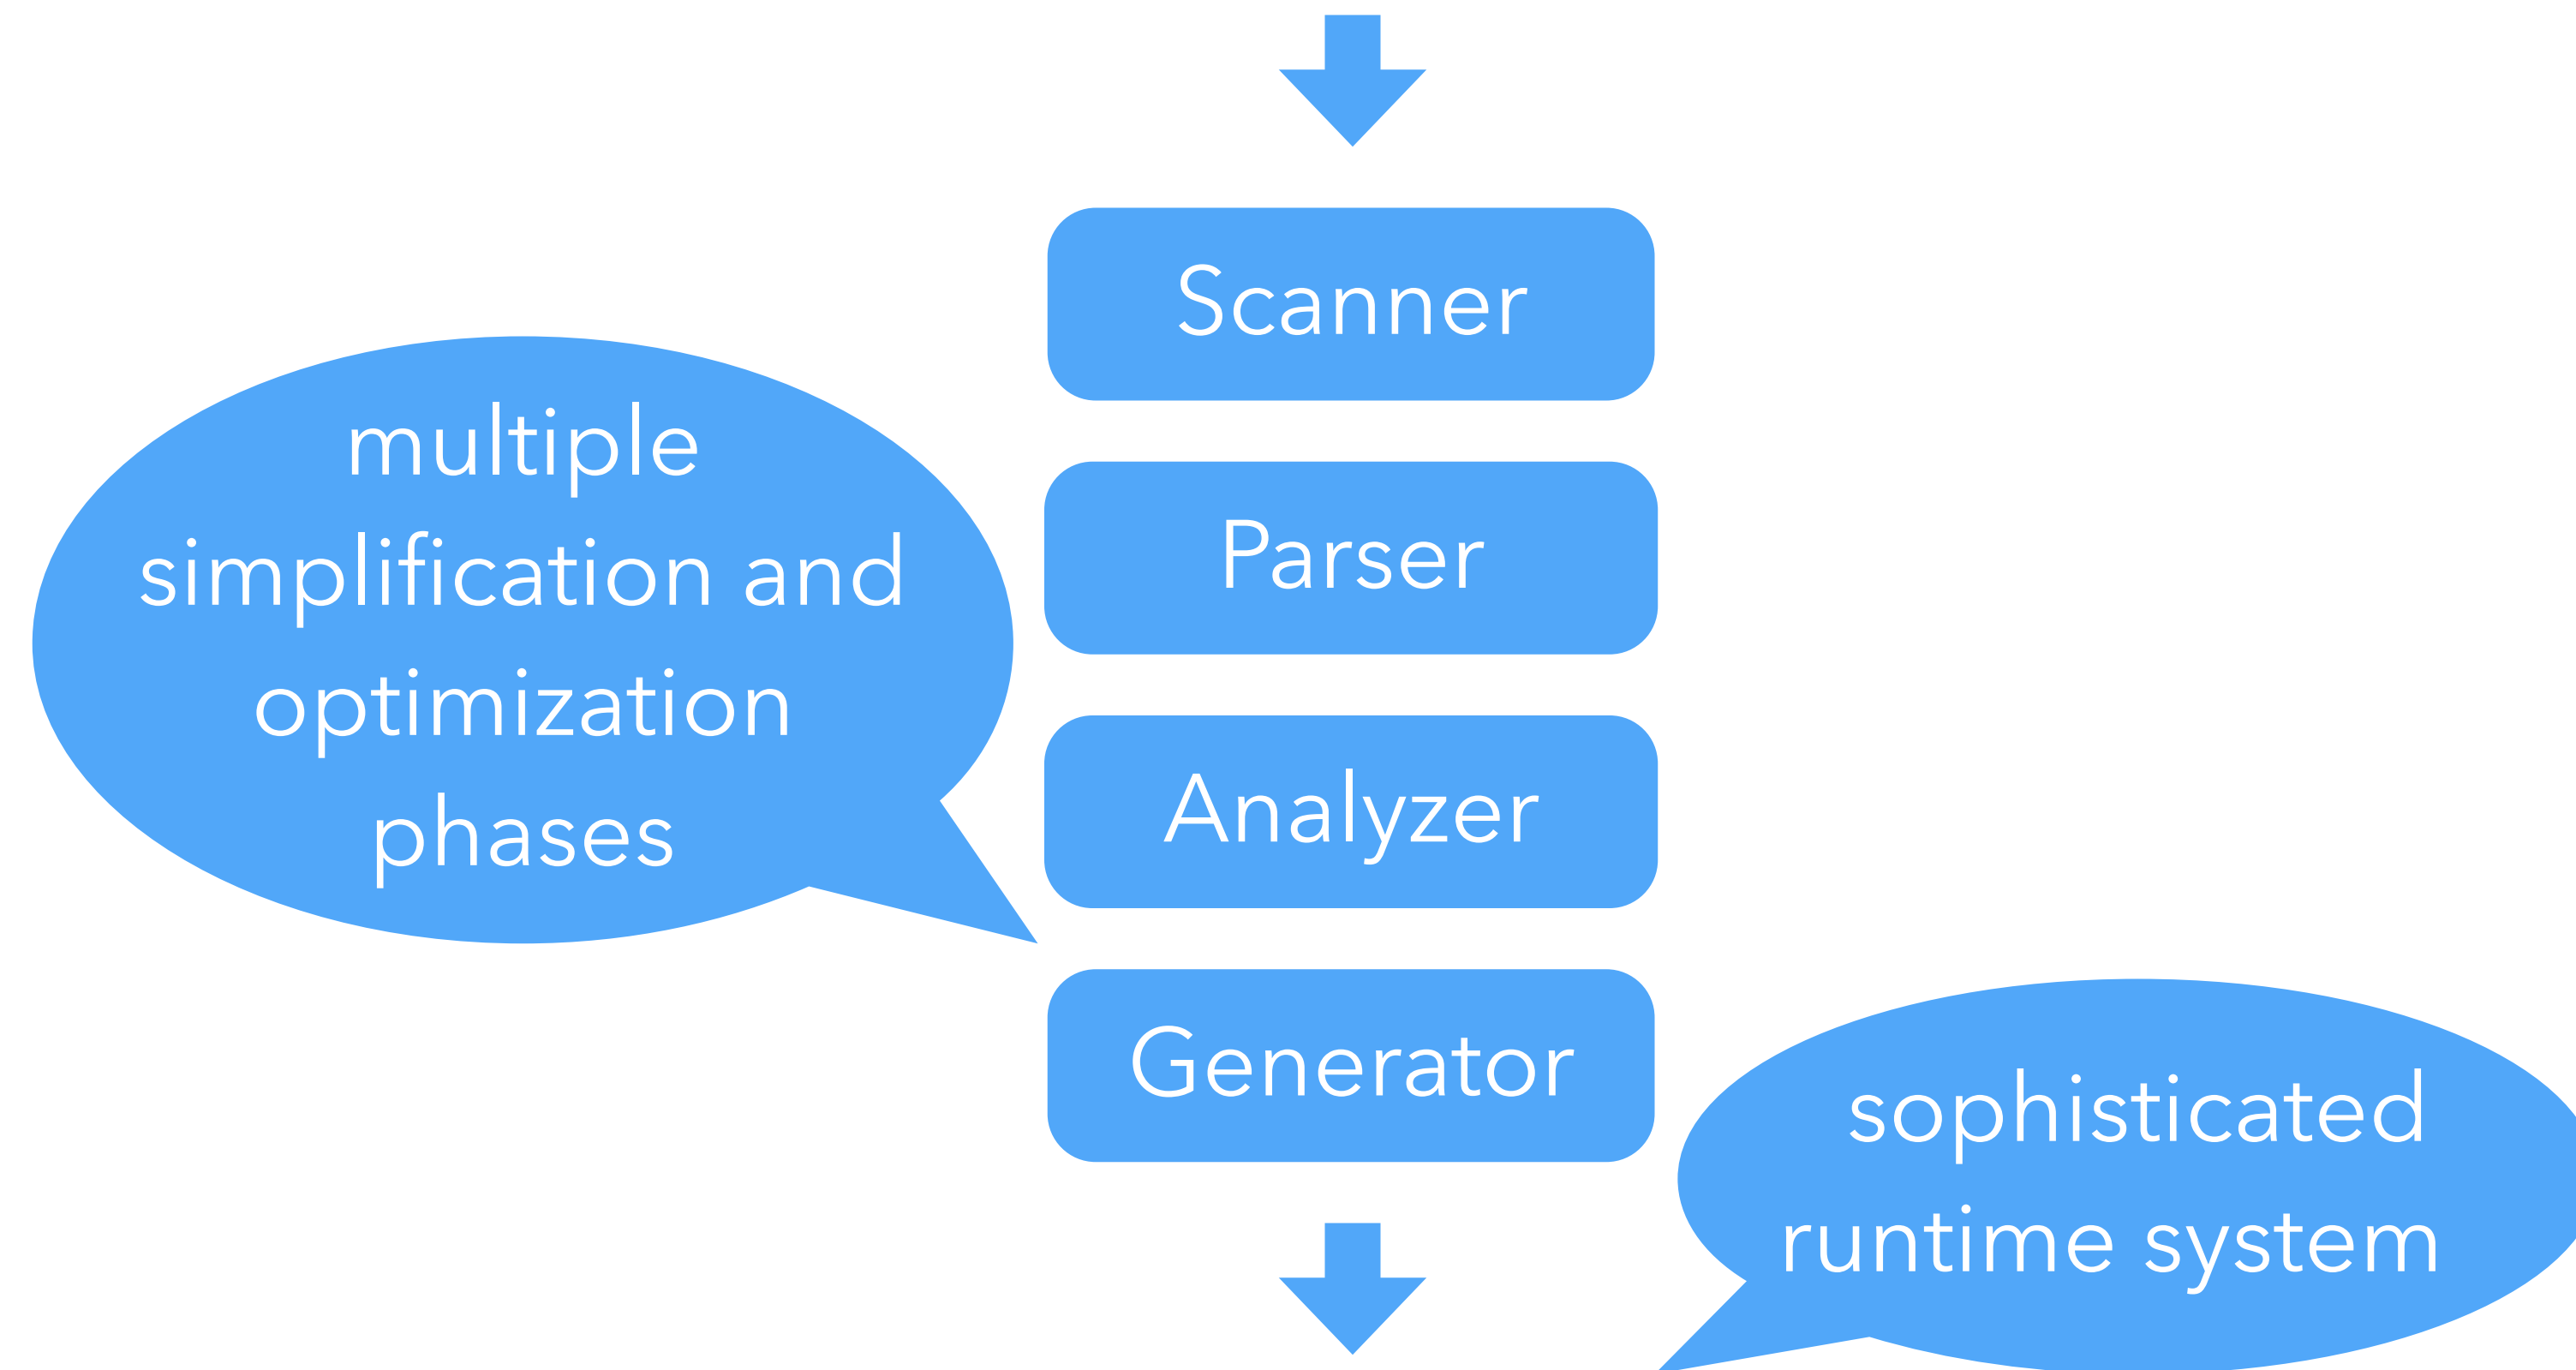 Scanner
multiple
simplification and
optimization
phases
Parser
Analyzer
Generator
sophisticated
runtime system